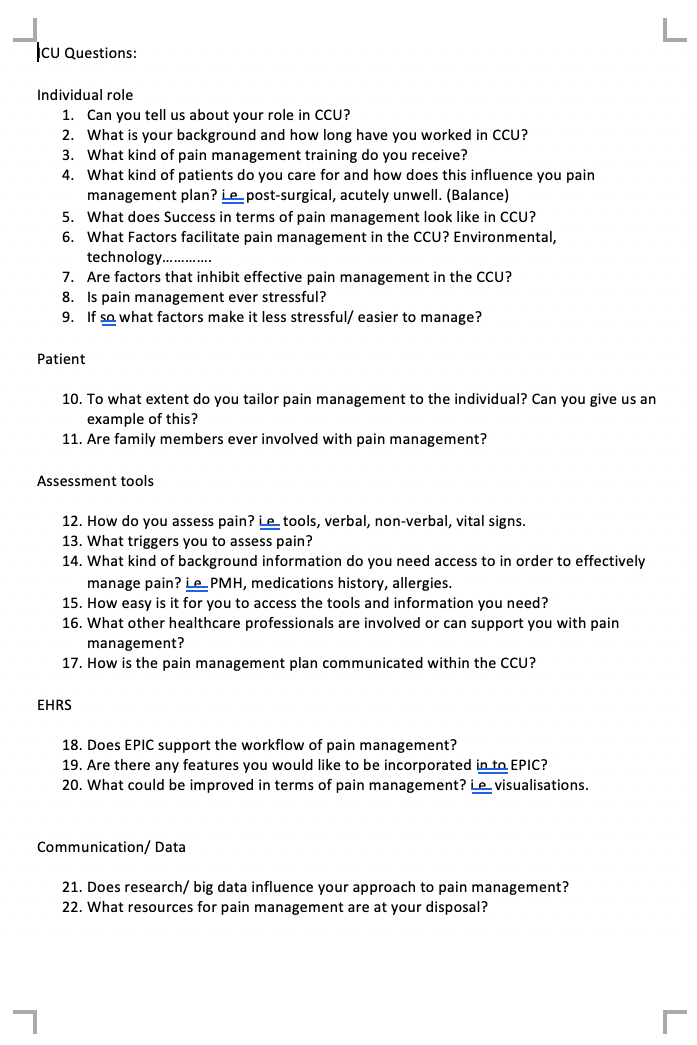 ICU Questions:
Individual role
1. Can you tell us about your role in CCU?
2. What is your background and how long have you worked in CCU?
3. What kind of pain management training do you receive?
4. What kind of patients do you care for and how does this influence you pain
management plan? i.e post-surgical, acutely unwell. (Balance)
5. What does Success in terms of pain management look like in CCU?
6. What Factors facilitate pain management in the CCU? Environmental,
technology………….
7. Are factors that inhibit effective pain management in the CCU?
8. Is pain management ever stressful?
9. If so what factors make it less stressful/ easier to manage?
Patient
10. To what extent do you tailor pain management to the individual? Can you give us an
example of this?
11. Are family members ever involved with pain management?
Assessment tools
12. How do you assess pain? i.e tools, verbal, non-verbal, vital signs.
13. What triggers you to assess pain?
14. What kind of background information do you need access to in order to effectively
manage pain? i.e PMH, medications history, allergies.
15. How easy is it for you to access the tools and information you need?
16. What other healthcare professionals are involved or can support you with pain
management?
17. How is the pain management plan communicated within the CCU?
EHRS
18. Does EPIC support the workflow of pain management?
19. Are there any features you would like to be incorporated in to EPIC?
20. What could be improved in terms of pain management? i.e visualisations.
Communication/ Data
21. Does research/ big data influence your approach to pain management?
22. What resources for pain management are at your disposal?